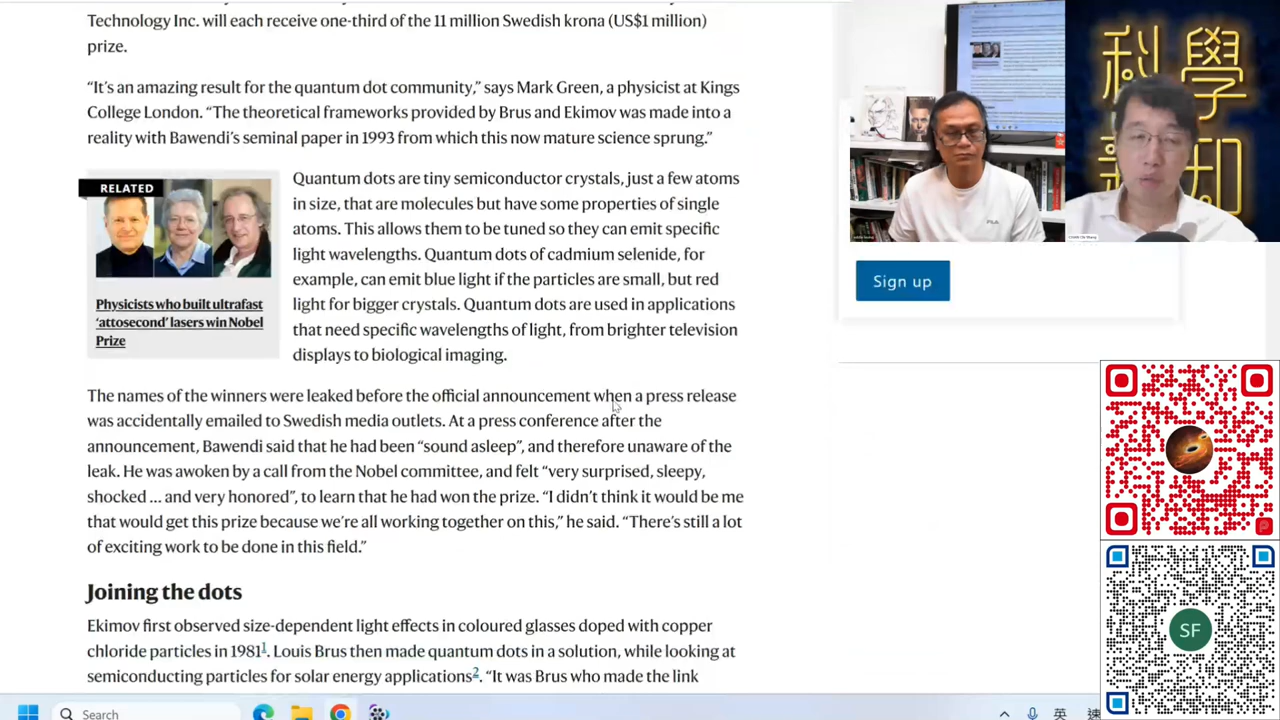 Technology Inc. will each receive one-third of the 11 million Swedish krona (US$1 million)
prize.
“It’s an amazing result for the quantum dot community,” says Mark Green, a physicist at Kings
College London. “The theoretical frameworks provided by Brus and Ekimov was made into a
reality with Bawendi’s seminal paper in 1993 from which this now mature science sprung.”
RELATED
Physicists who built ultrafast
‘attosecond’ lasers win Nobel
Prize
Quantum dots are tiny semiconductor crystals, just a few atoms
in size, that are molecules but have some properties of single
atoms. This allows them to be tuned so they can emit specific
light wavelengths. Quantum dots of cadmium selenide, for
example, can emit blue light if the particles are small, but red
light for bigger crystals. Quantum dots are used in applications
that need specific wavelengths of light, from brighter television
displays to biological imaging.
The names of the winners were leaked before the official announcement when a press release
was accidentally emailed to Swedish media outlets. At a press conference after the
announcement, Bawendi said that he had been “sound asleep”, and therefore unaware of the
leak. He was awoken by a call from the Nobel committee, and felt “very surprised, sleepy,
shocked … and very honored”, to learn that he had won the prize. “I didn’t think it would be me
that would get this prize because we’re all working together on this,” he said. “There’s still a lot
of exciting work to be done in this field.”
Joining the dots
Ekimov first observed size-dependent light effects in coloured glasses doped with copper
chloride particles in 1981¹. Louis Brus then made quantum dots in a solution, while looking at
semiconducting particles for solar energy applications². “It was Brus who made the link
科學
知
FILA
Sign up
SF
Search
英
速